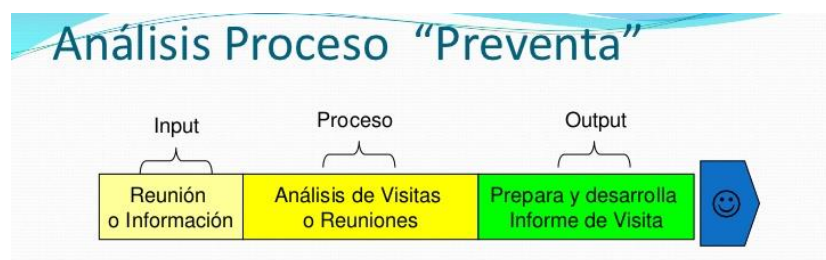 Análisis Proceso “Preventa”
Input
Proceso
Output
Reunión
o Información
Análisis de Visitas
o Reuniones
Prepara y desarrolla
Informe de Visita